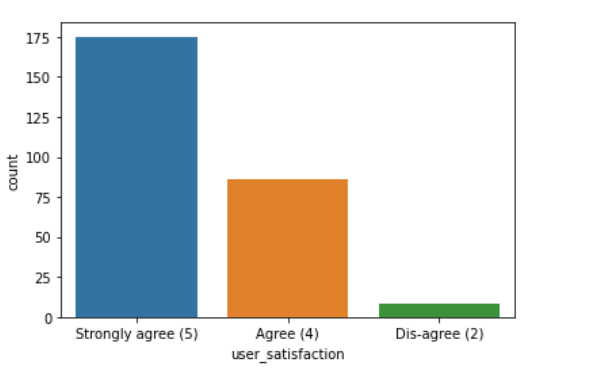 175
150
125
100
75
50
25
0
count
Strongly agree (5) Agree (4) Dis-agree (2)
user_satisfaction